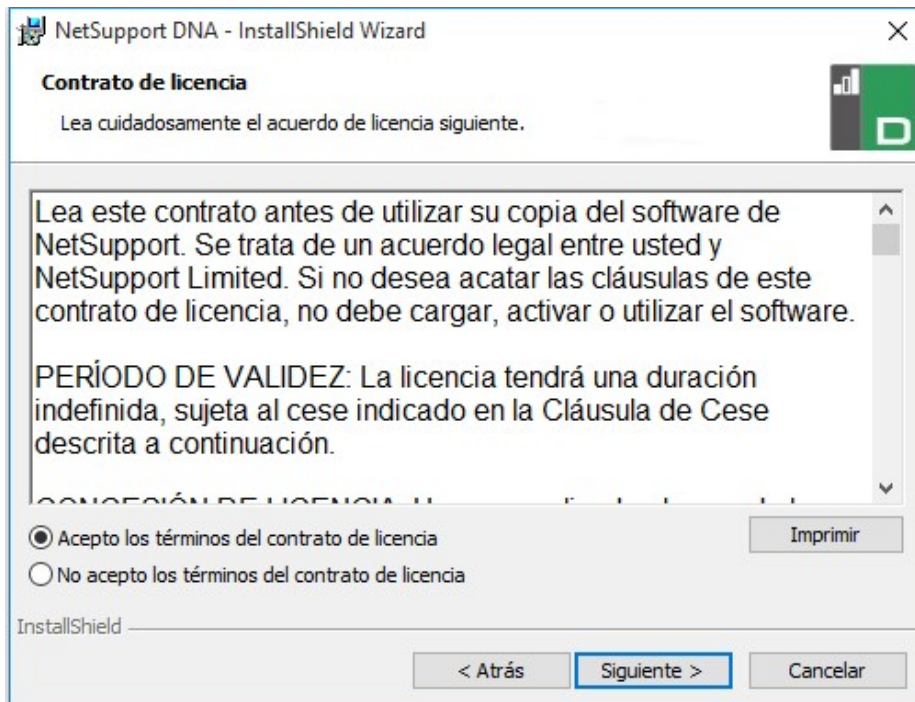 NetSupport DNA - InstallShield Wizard
Contrato de licencia
Lea cuidadosamente el acuerdo de licencia siguiente.
D
Lea este contrato antes de utilizar su copia del software de
NetSupport. Se trata de un acuerdo legal entre usted y
NetSupport Limited. Si no desea acatar las cláusulas de este
contrato de licencia, no debe cargar, activar o utilizar el software.
PERÍODO DE VALIDEZ: La licencia tendrá una duración
indefinida, sujeta al cese indicado en la Cláusula de Cese
descrita a continuación.
CONCESIÓN DE LICENCIA:
Acepto los términos del contrato de licencia
Imprimir
No acepto los términos del contrato de licencia
InstallShield
< Atrás
Siguiente >
Cancelar